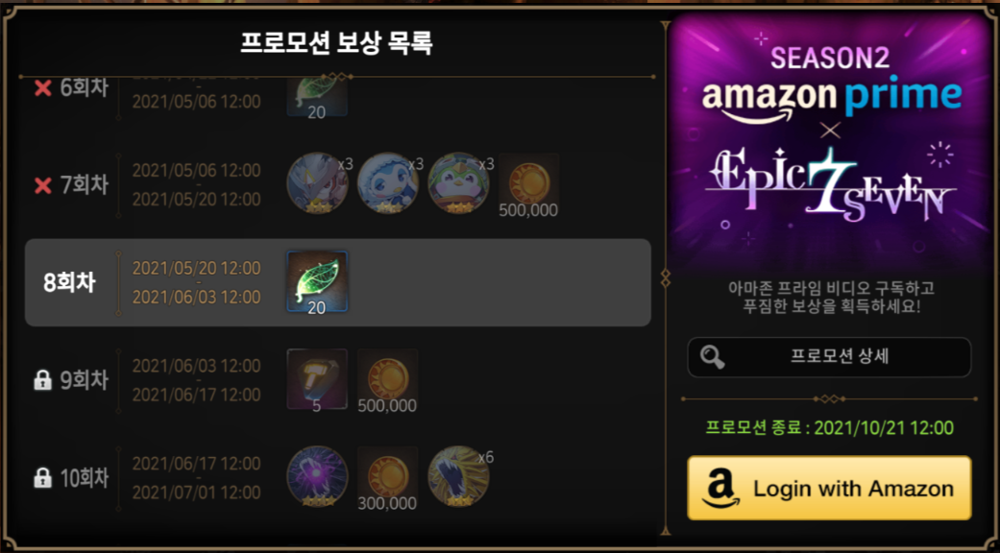 프로모션 보상 목록
6회차
2021/05/06 12:00
20
7회차
2021/05/06 12:00
-
2021/05/20 12:00
x3
x3
x3
500,000
8회차
2021/05/20 12:00
-
2021/06/03 12:00
20
9회차
2021/06/03 12:00
-
2021/06/17 12:00
5
500,000
10회차
2021/06/17 12:00
-
2021/07/01 12:00
300,000
x6
SEASON2
amazon prime
×
Epic7
SEVEN
아마존 프라임 비디오 구독하고
푸짐한 보상을 획득하세요!
프로모션 상세
프로모션 종료 : 2021/10/21 12:00
a Login with Amazon